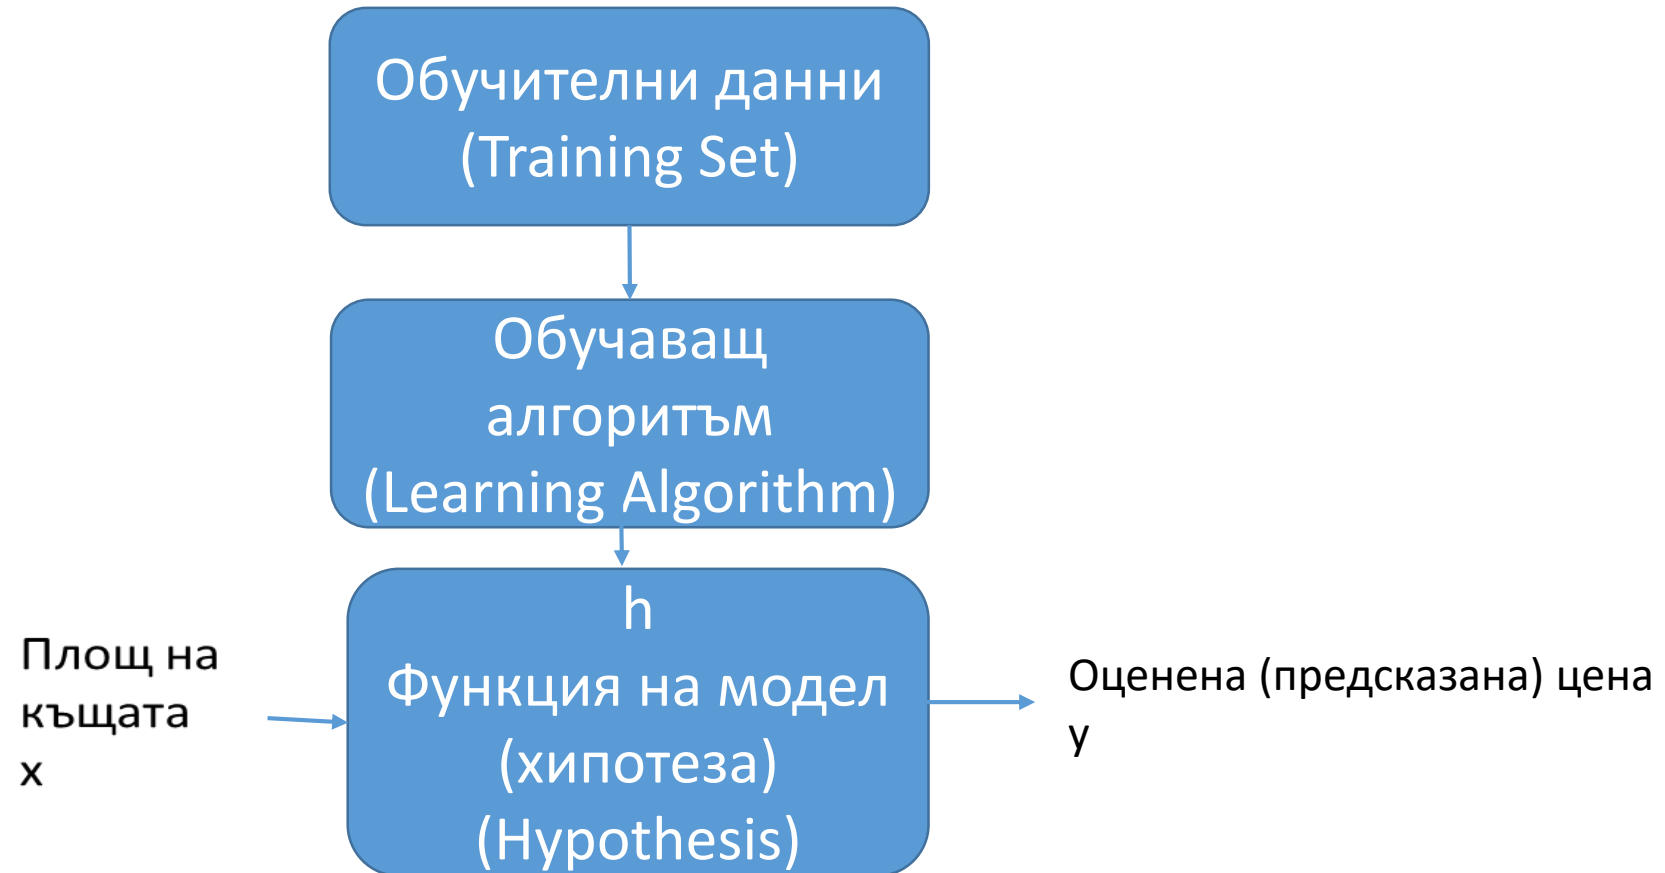 Обучителни данни
(Training Set)
Обучаващ
алгоритъм
(Learning Algorithm)
h
Функция на модел
(хипотеза)
(Hypothesis)
Площ на
къщата
x
Оценена (предсказана) цена
y